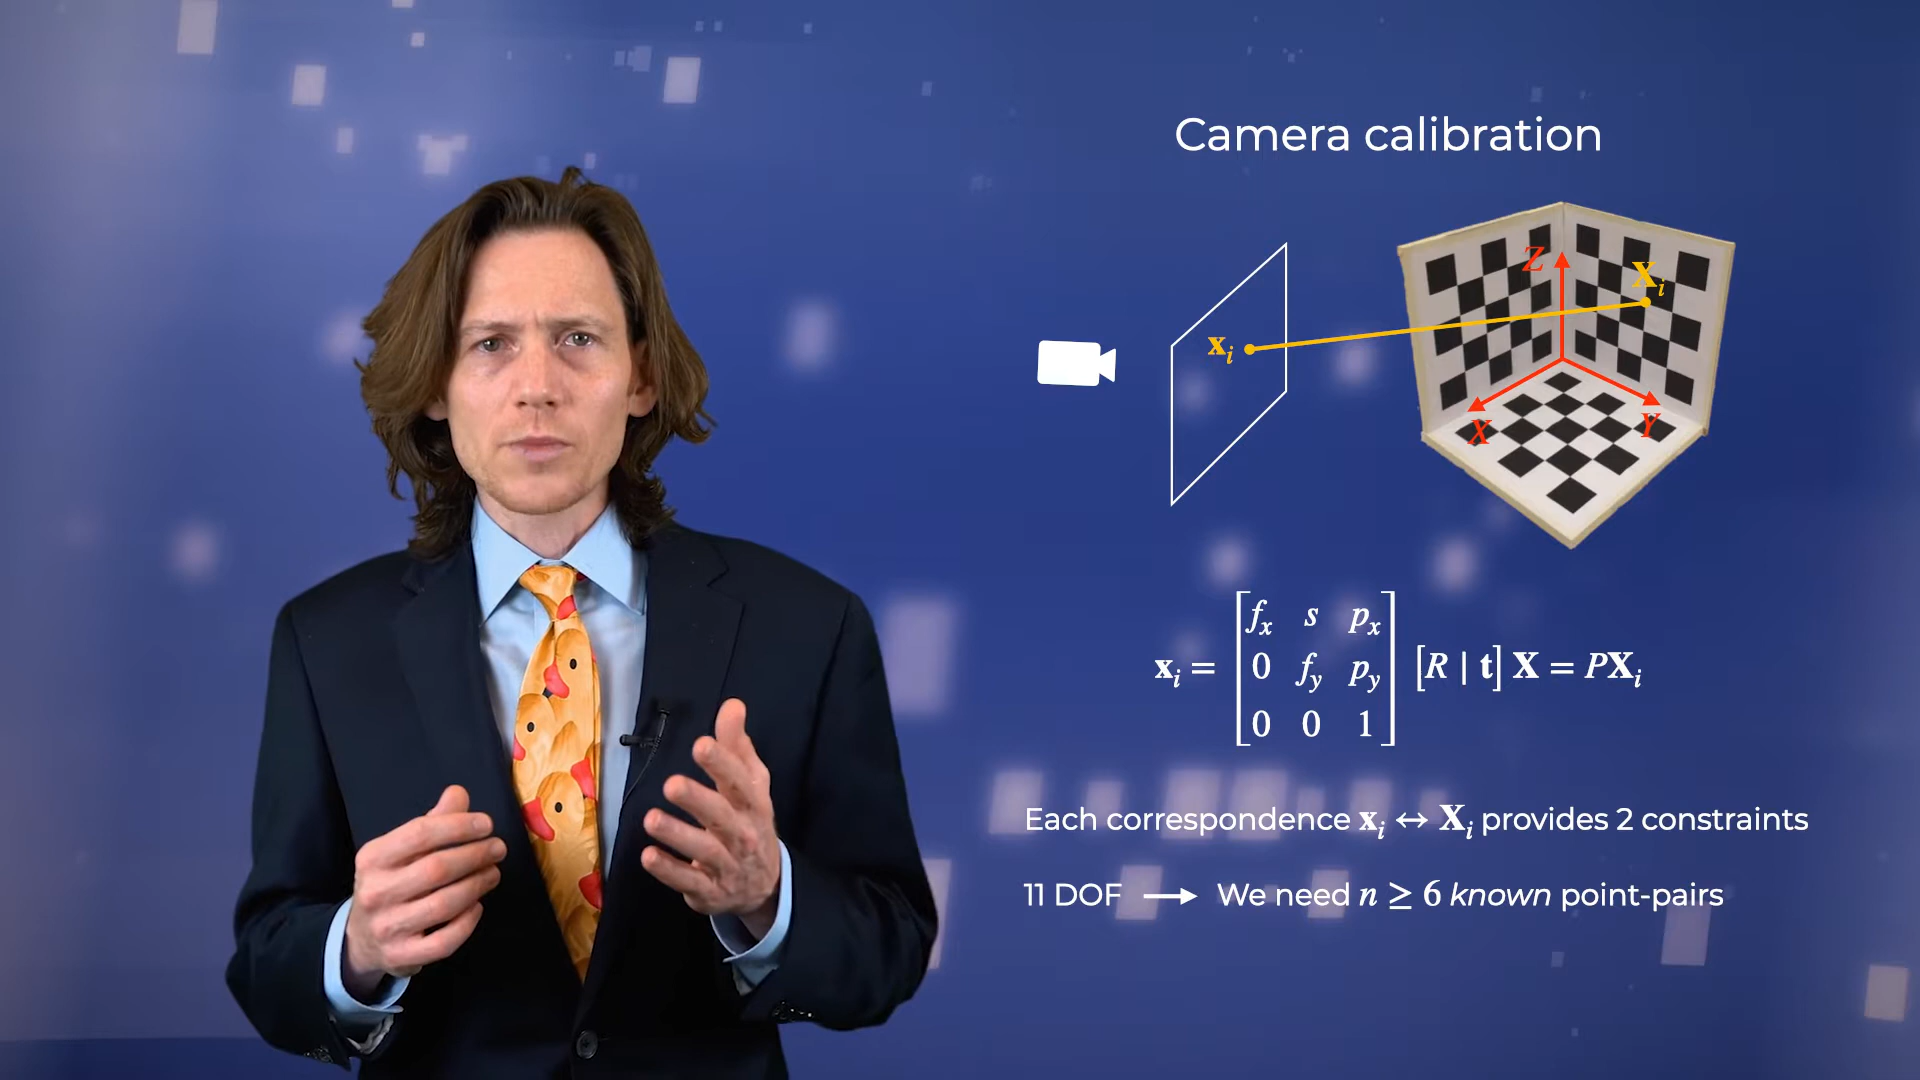 Camera calibration
Z
X_i
x_i
X
Y
x_i = [f_x s p_x; 0 f_y p_y; 0 0 1] [R | t] X = PX_i
Each correspondence x_i ↔ X_i provides 2 constraints
11 DOF → We need n ≥ 6 known point-pairs